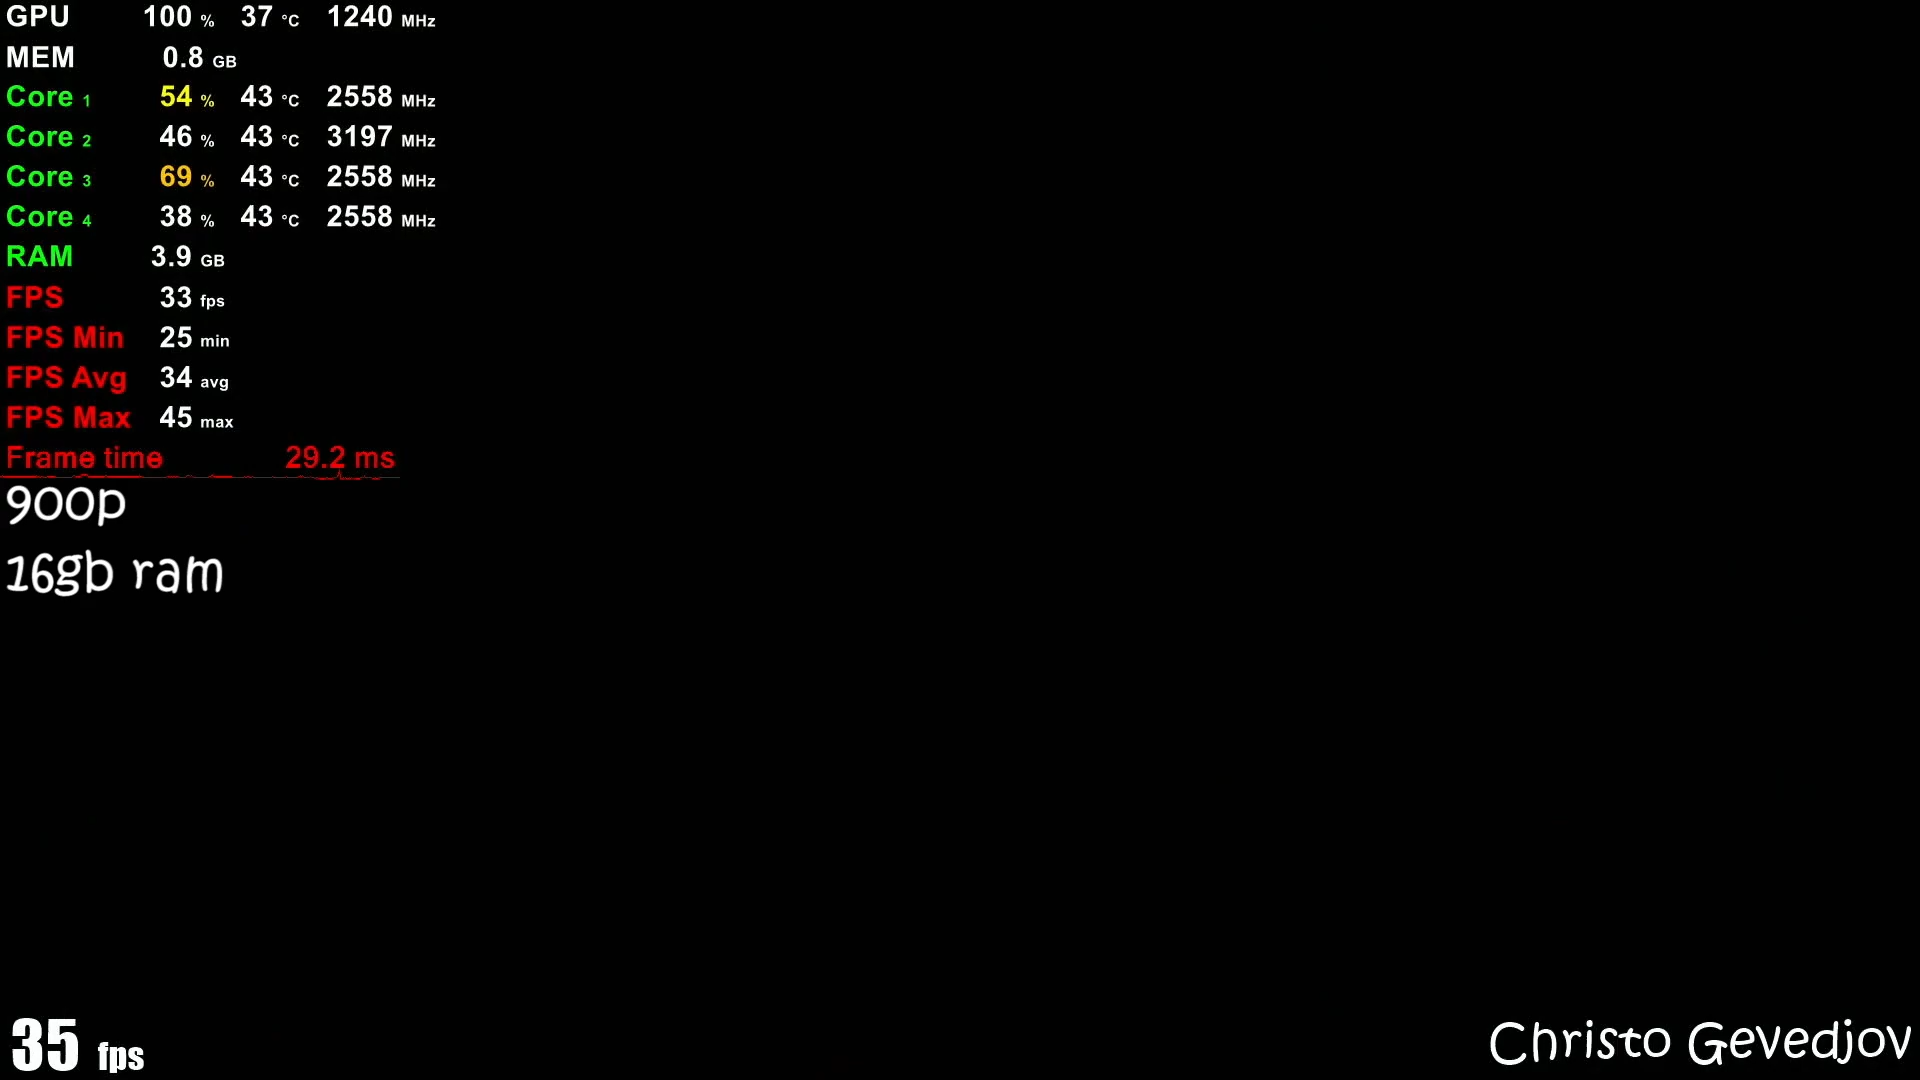 GPU 100 % 37 °C 1240 MHz
MEM 0.8 GB
Core 1 54 % 43 °C 2558 MHz
Core 2 46 % 43 °C 3197 MHz
Core 3 69 % 43 °C 2558 MHz
Core 4 38 % 43 °C 2558 MHz
RAM 3.9 GB
FPS 33 fps
FPS Min 25 min
FPS Avg 34 avg
FPS Max 45 max
Frame time 29.2 ms
900p
16gb ram
35 fps
Christo Gevedjov